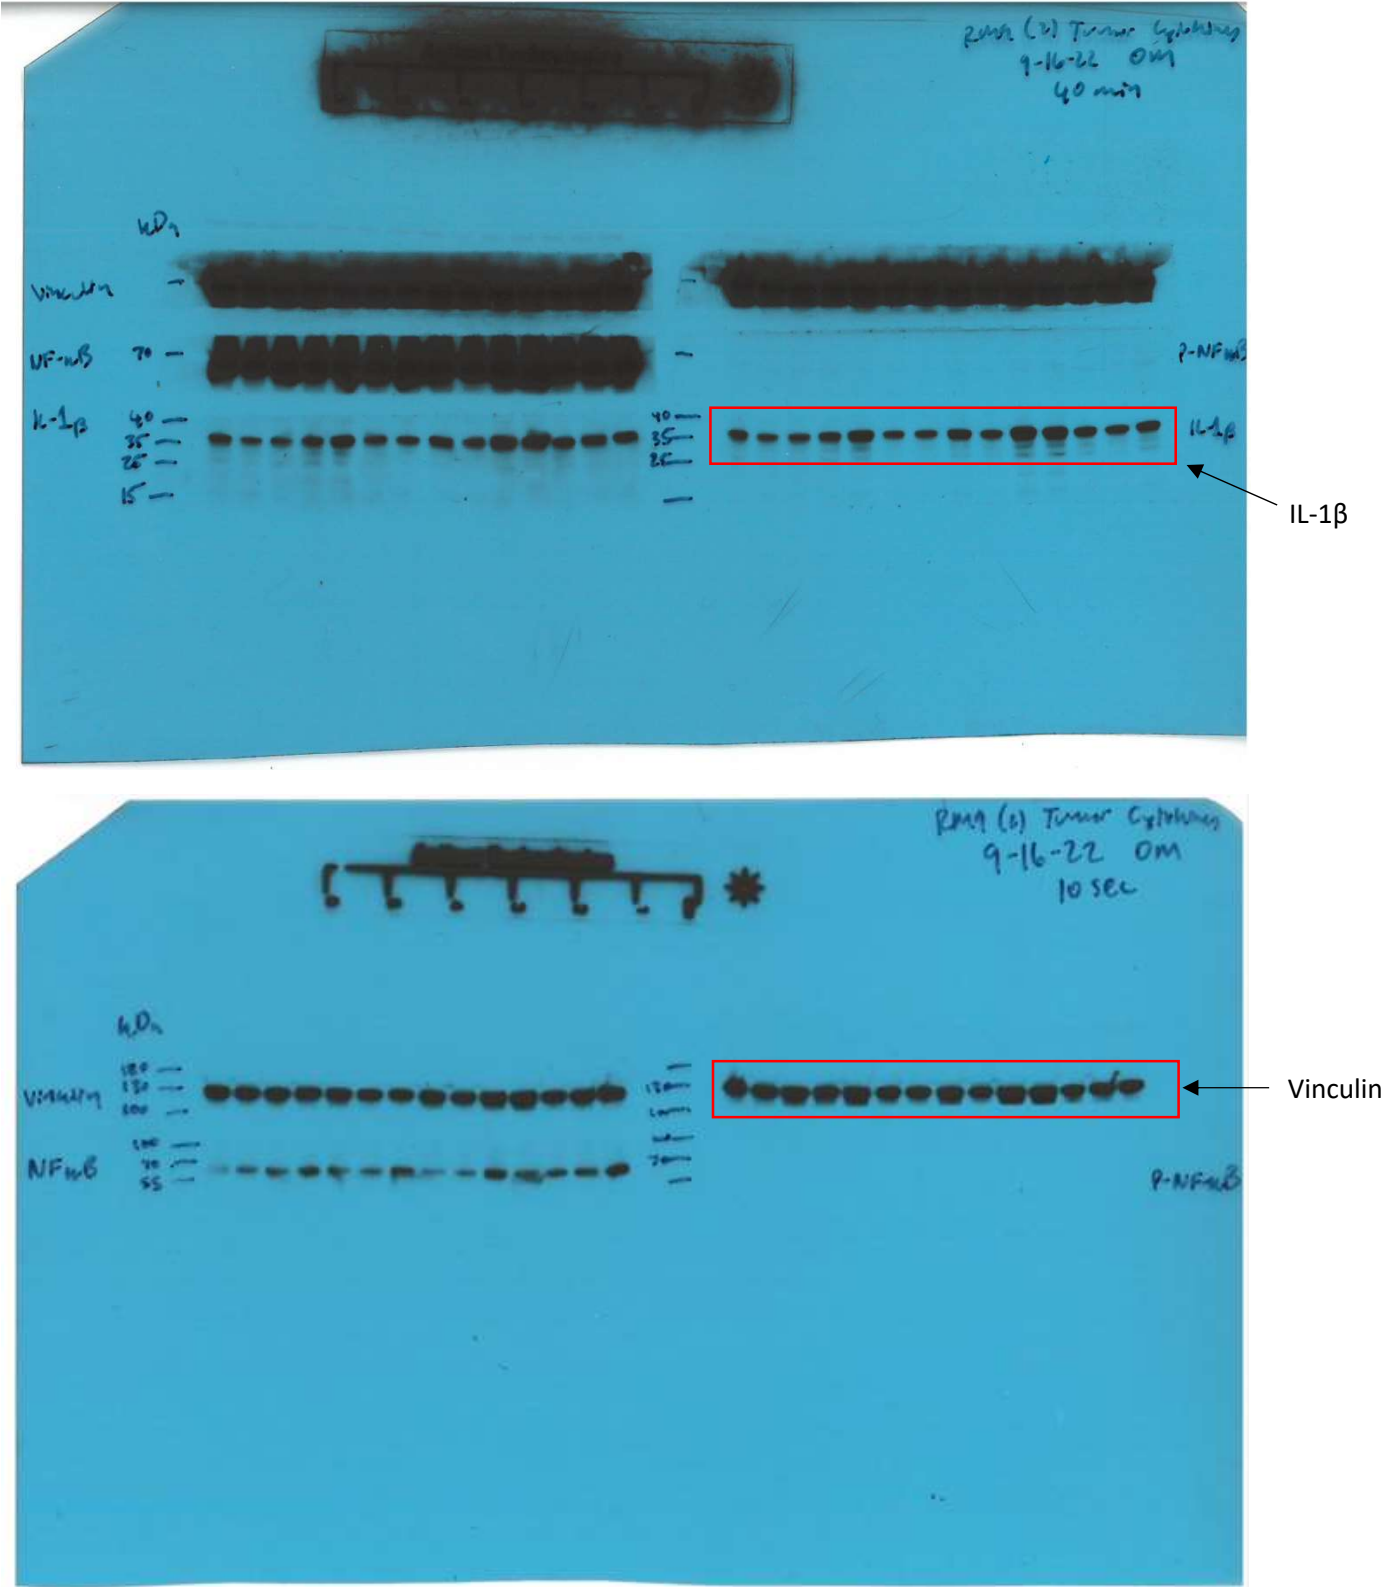 RM9 (2) Tumor Cytokines
9-16-22 OM
40 min
kDa
Vinculin
NF-κB 70
P-NFκB
IL-1β 40 40 IL-1β
35 35
25 25
15
IL-1β
Tumor Cytokines
9-16-22 OM
10 sec
kDa
180
Vinculin 130 130
100
Vinculin
100
NFκB 70 70
55
P-NFκB